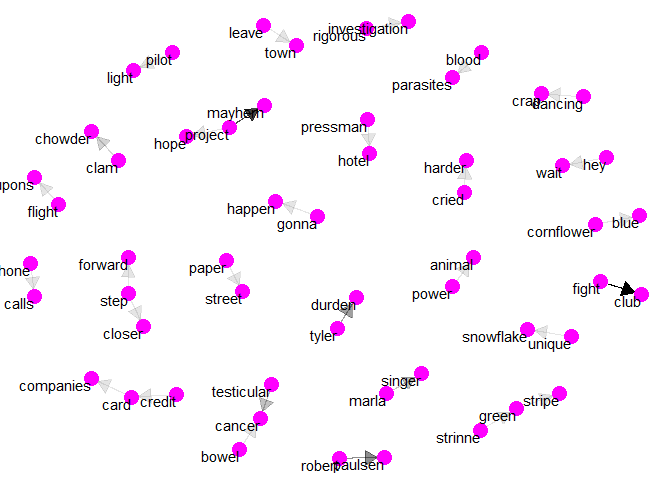 leave
rigorous
investigation
town
pilot
light
blood
parasites
mayhem
crap
dancing
chowder
clam
hope
project
pressman
hotel
harder
cried
wait
hey
upons
flight
happen
gonna
cornflower
blue
hone
calls
forward
step
closer
paper
street
durden
tyler
animal
power
fight
club
snowflake
unique
companies
card
credit
testicular
cancer
bowel
singer
marla
stripe
green
strinne
robert
paulsen